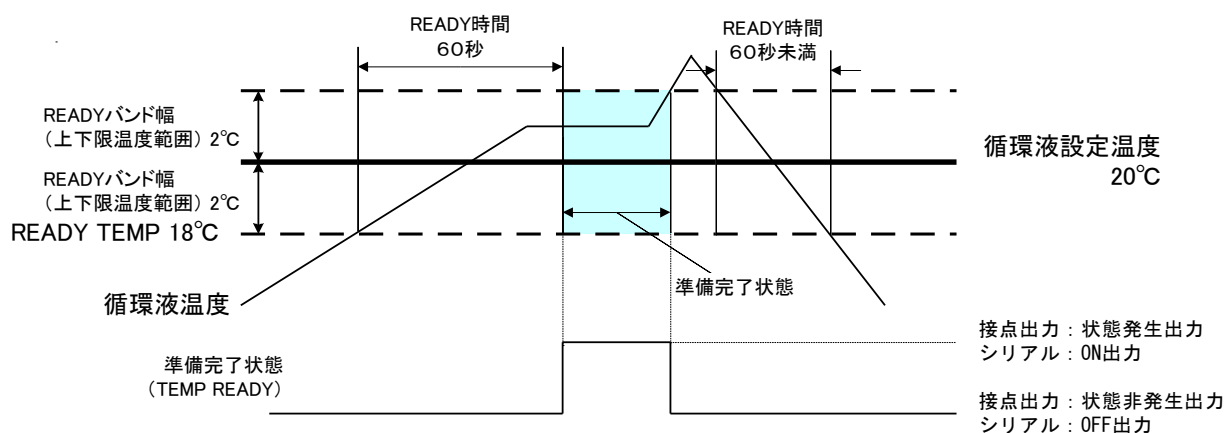 READY時間
60秒
READY時間
60秒未満
READYバンド幅
（上下限温度範囲）2℃
循環液設定温度
20℃
READYバンド幅
（上下限温度範囲）2℃
READY TEMP 18℃
循環液温度
準備完了状態
準備完了状態
（TEMP READY）
接点出力：状態発生出力
シリアル：ON出力
接点出力：状態非発生出力
シリアル：OFF出力